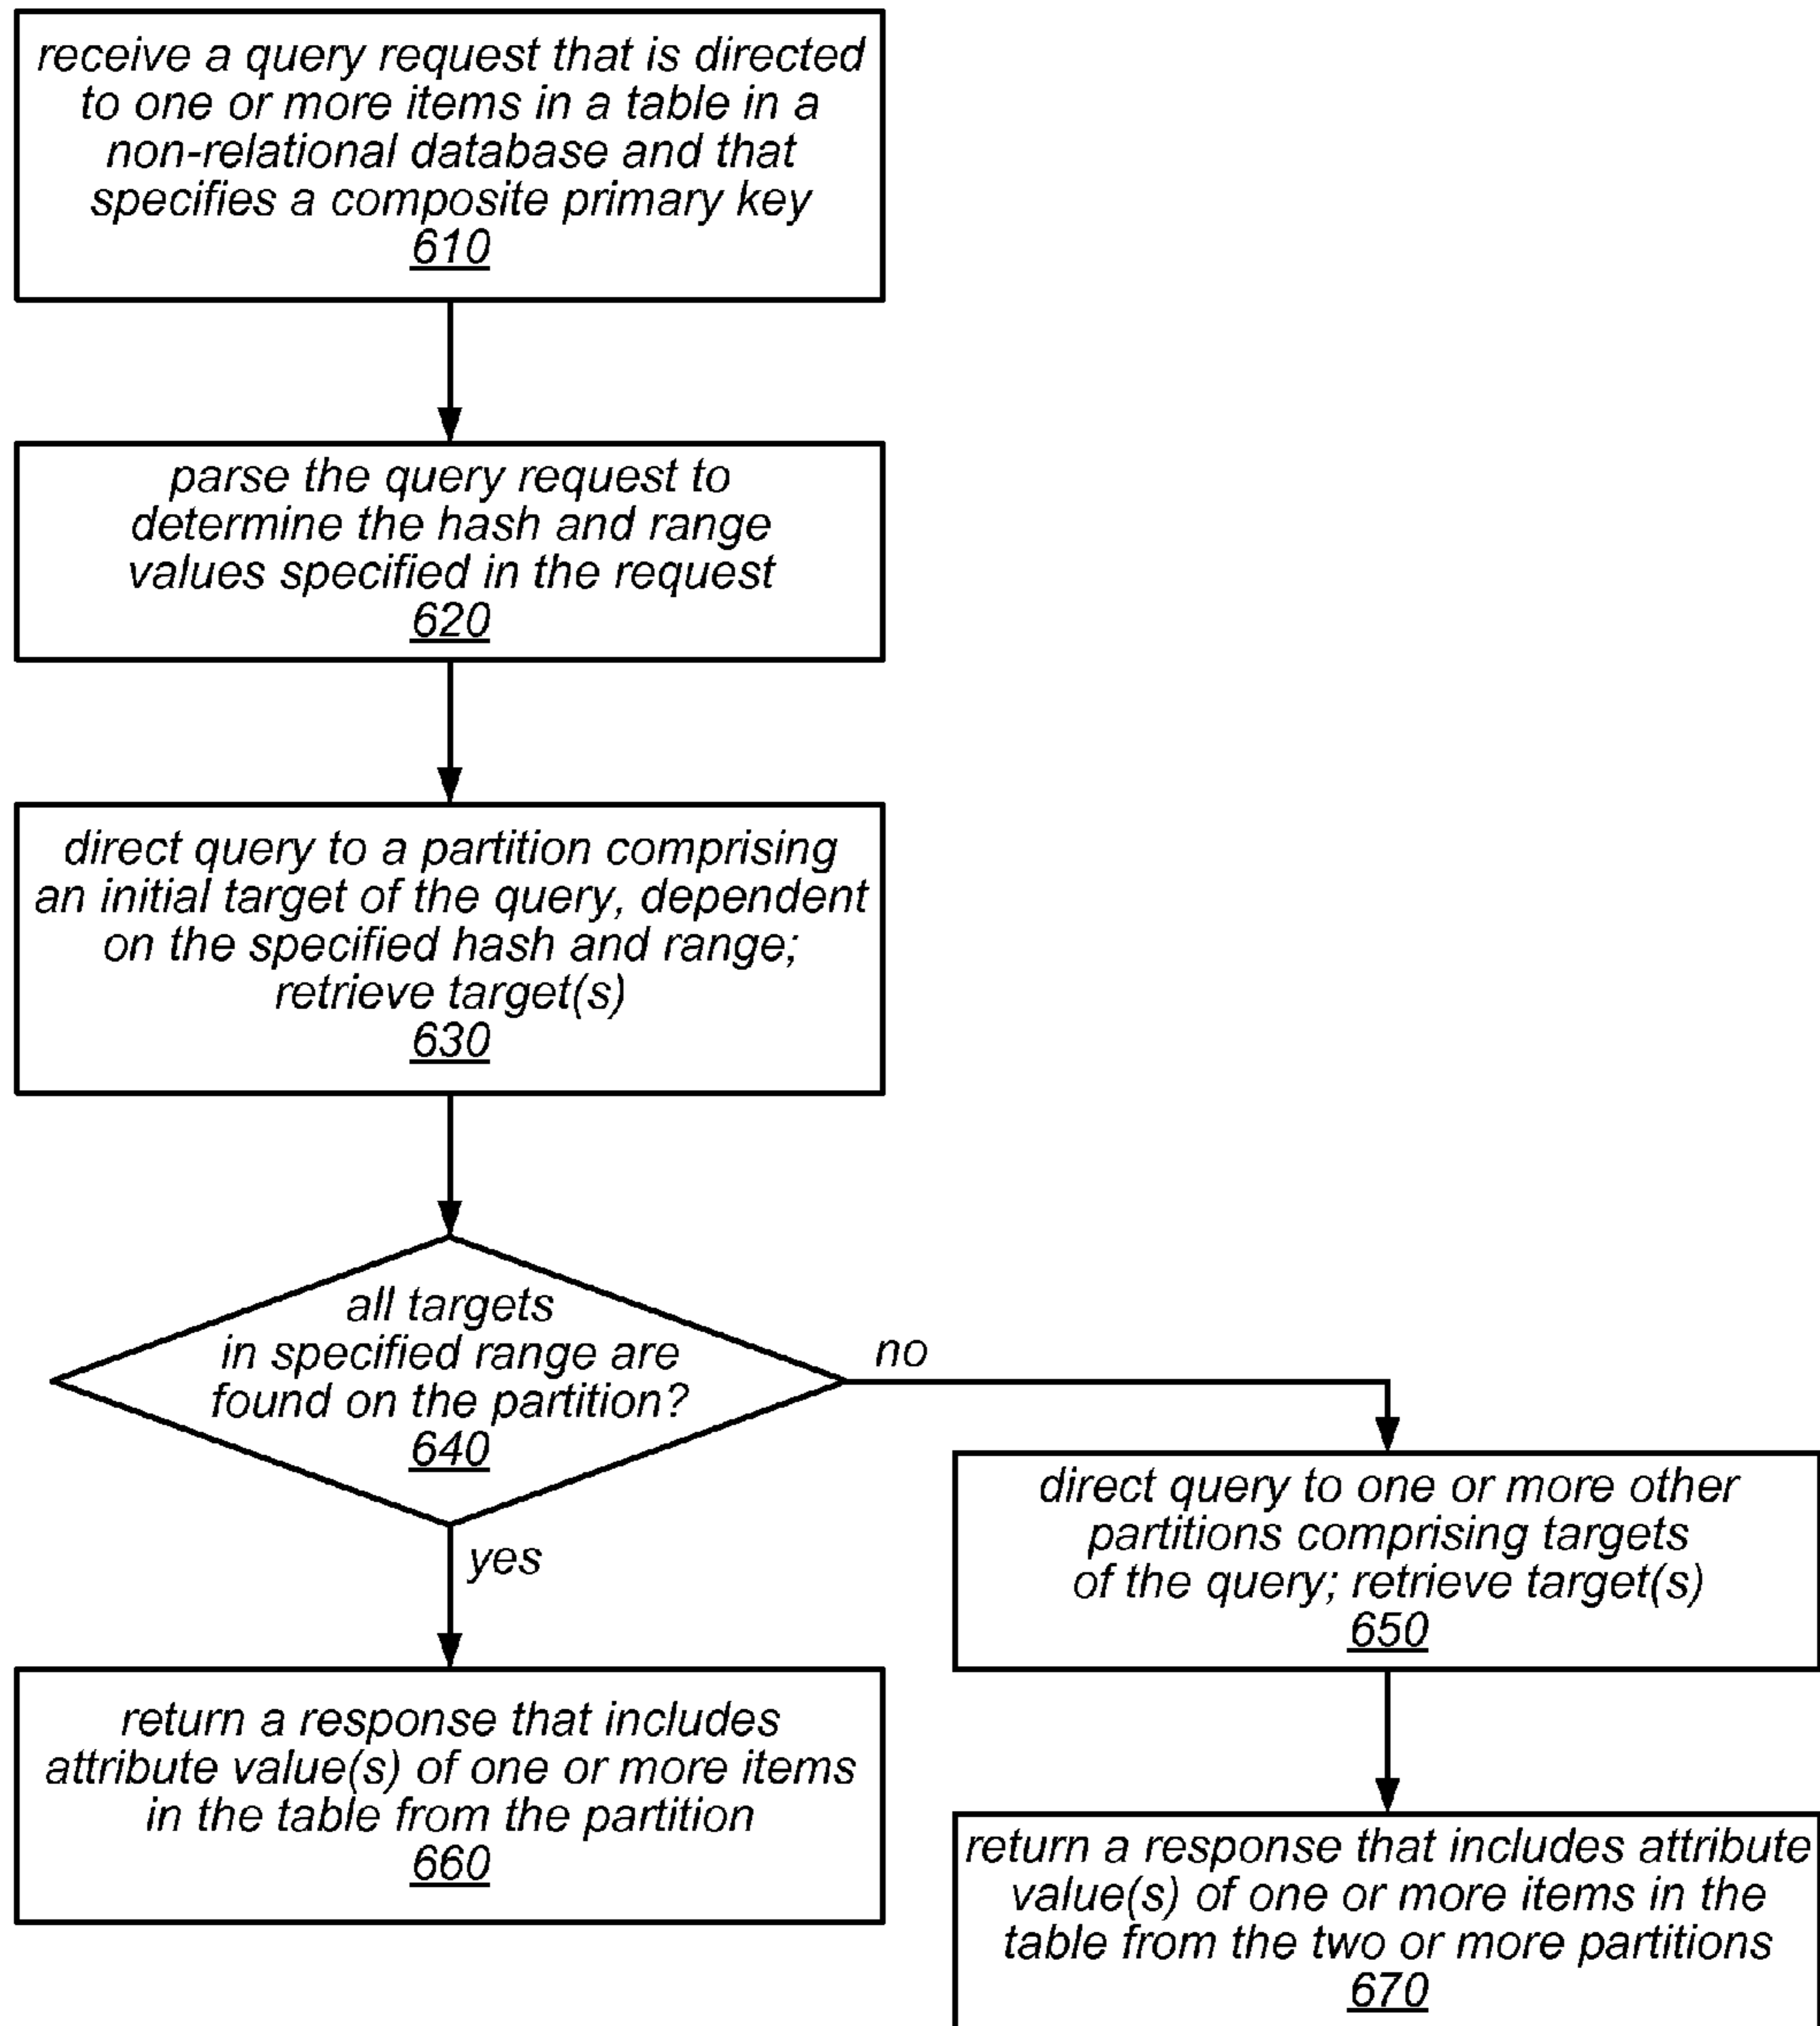 receive a query request that is directed
to one or more items in a table in a
non-relational database and that
specifies a composite primary key
610
parse the query request to
determine the hash and range
values specified in the request
620
direct query to a partition comprising
an initial target of the query, dependent
on the specified hash and range;
retrieve target(s)
630
all targets
in specified range are
found on the partition?
640
no
yes
direct query to one or more other
partitions comprising targets
of the query; retrieve target(s)
650
return a response that includes
attribute value(s) of one or more items
in the table from the partition
660
return a response that includes attribute
value(s) of one or more items in the
table from the two or more partitions
670